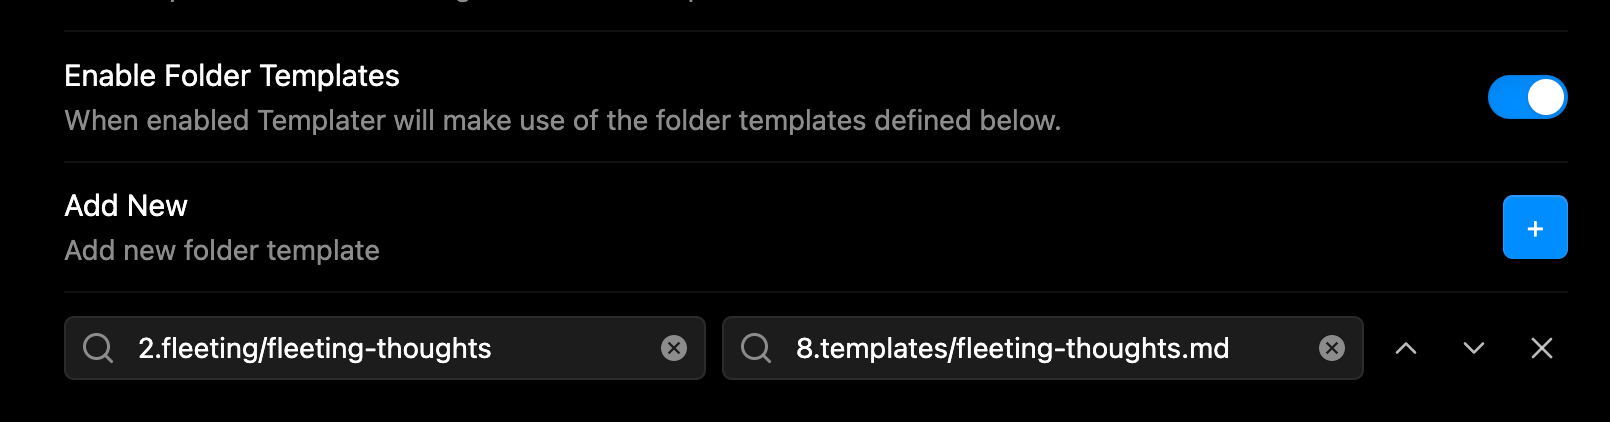 Enable Folder Templates
When enabled Templater will make use of the folder templates defined below.
Add New
Add new folder template
+
2.fleeting/fleeting-thoughts
8.templates/fleeting-thoughts.md